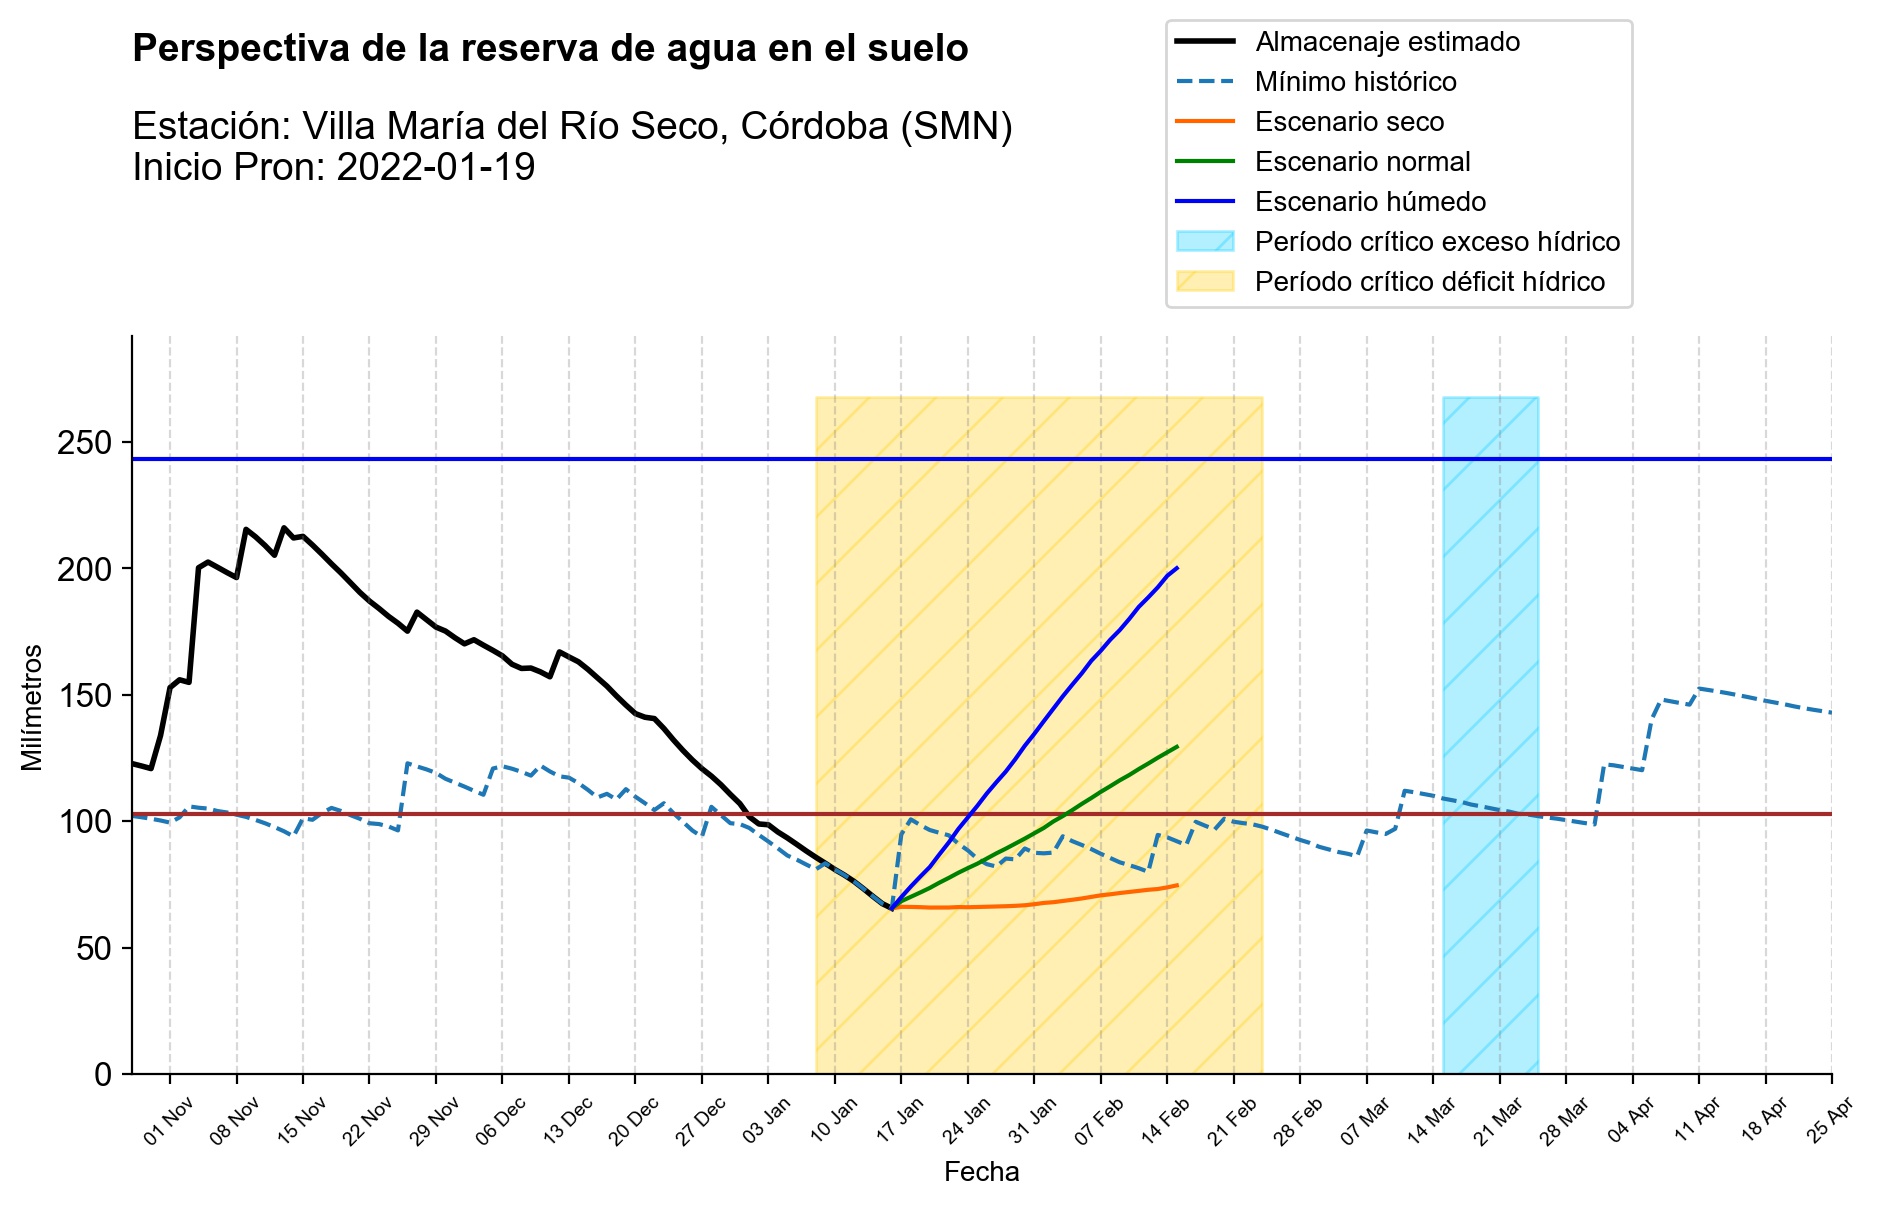 Perspectiva de la reserva de agua en el suelo
Estación: Villa María del Río Seco, Córdoba (SMN)
Inicio Pron: 2022-01-19
Almacenaje estimado
Mínimo histórico
Escenario seco
Escenario normal
Escenario húmedo
Período crítico exceso hídrico
Período crítico déficit hídrico
Milímetros
250
200
150
100
50
0
01 Nov
08 Nov
15 Nov
22 Nov
29 Nov
06 Dec
13 Dec
20 Dec
27 Dec
03 Jan
10 Jan
17 Jan
24 Jan
31 Jan
07 Feb
14 Feb
21 Feb
28 Feb
07 Mar
14 Mar
21 Mar
28 Mar
04 Apr
11 Apr
18 Apr
25 Apr
Fecha